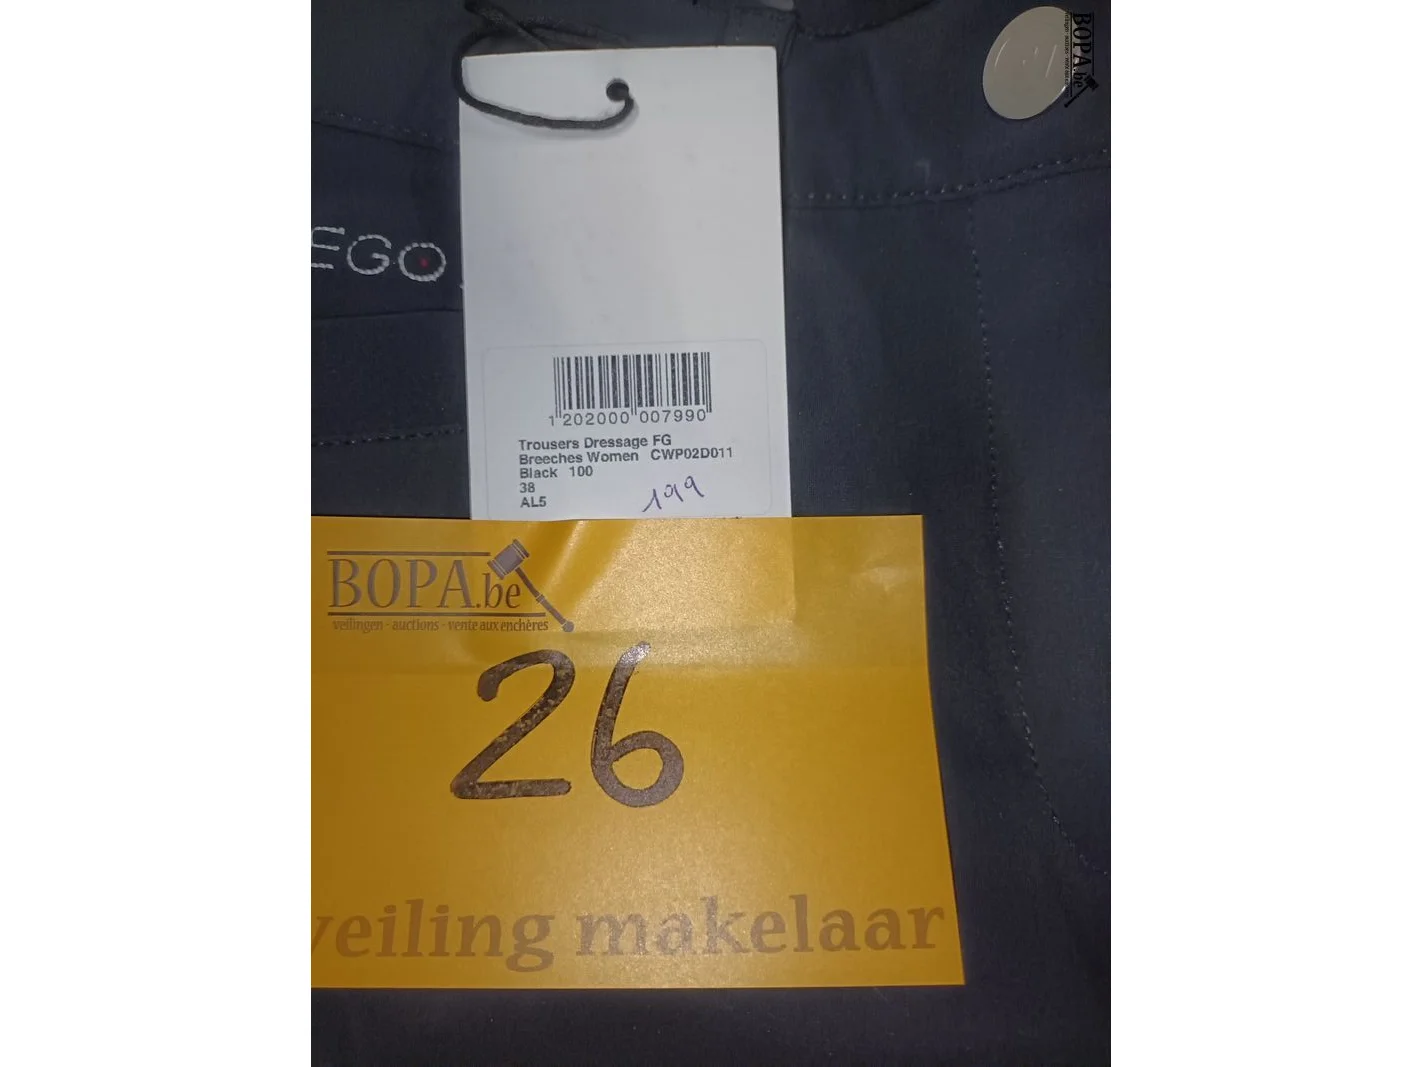 BOPA.be
EGO
1 202000 007990
Trousers Dressage FG
Breeches Women CWP02D011
Black 100
38
AL5
199
BOPA.be
veilingen - auctions - vente aux enchères
26
veiling makelaar